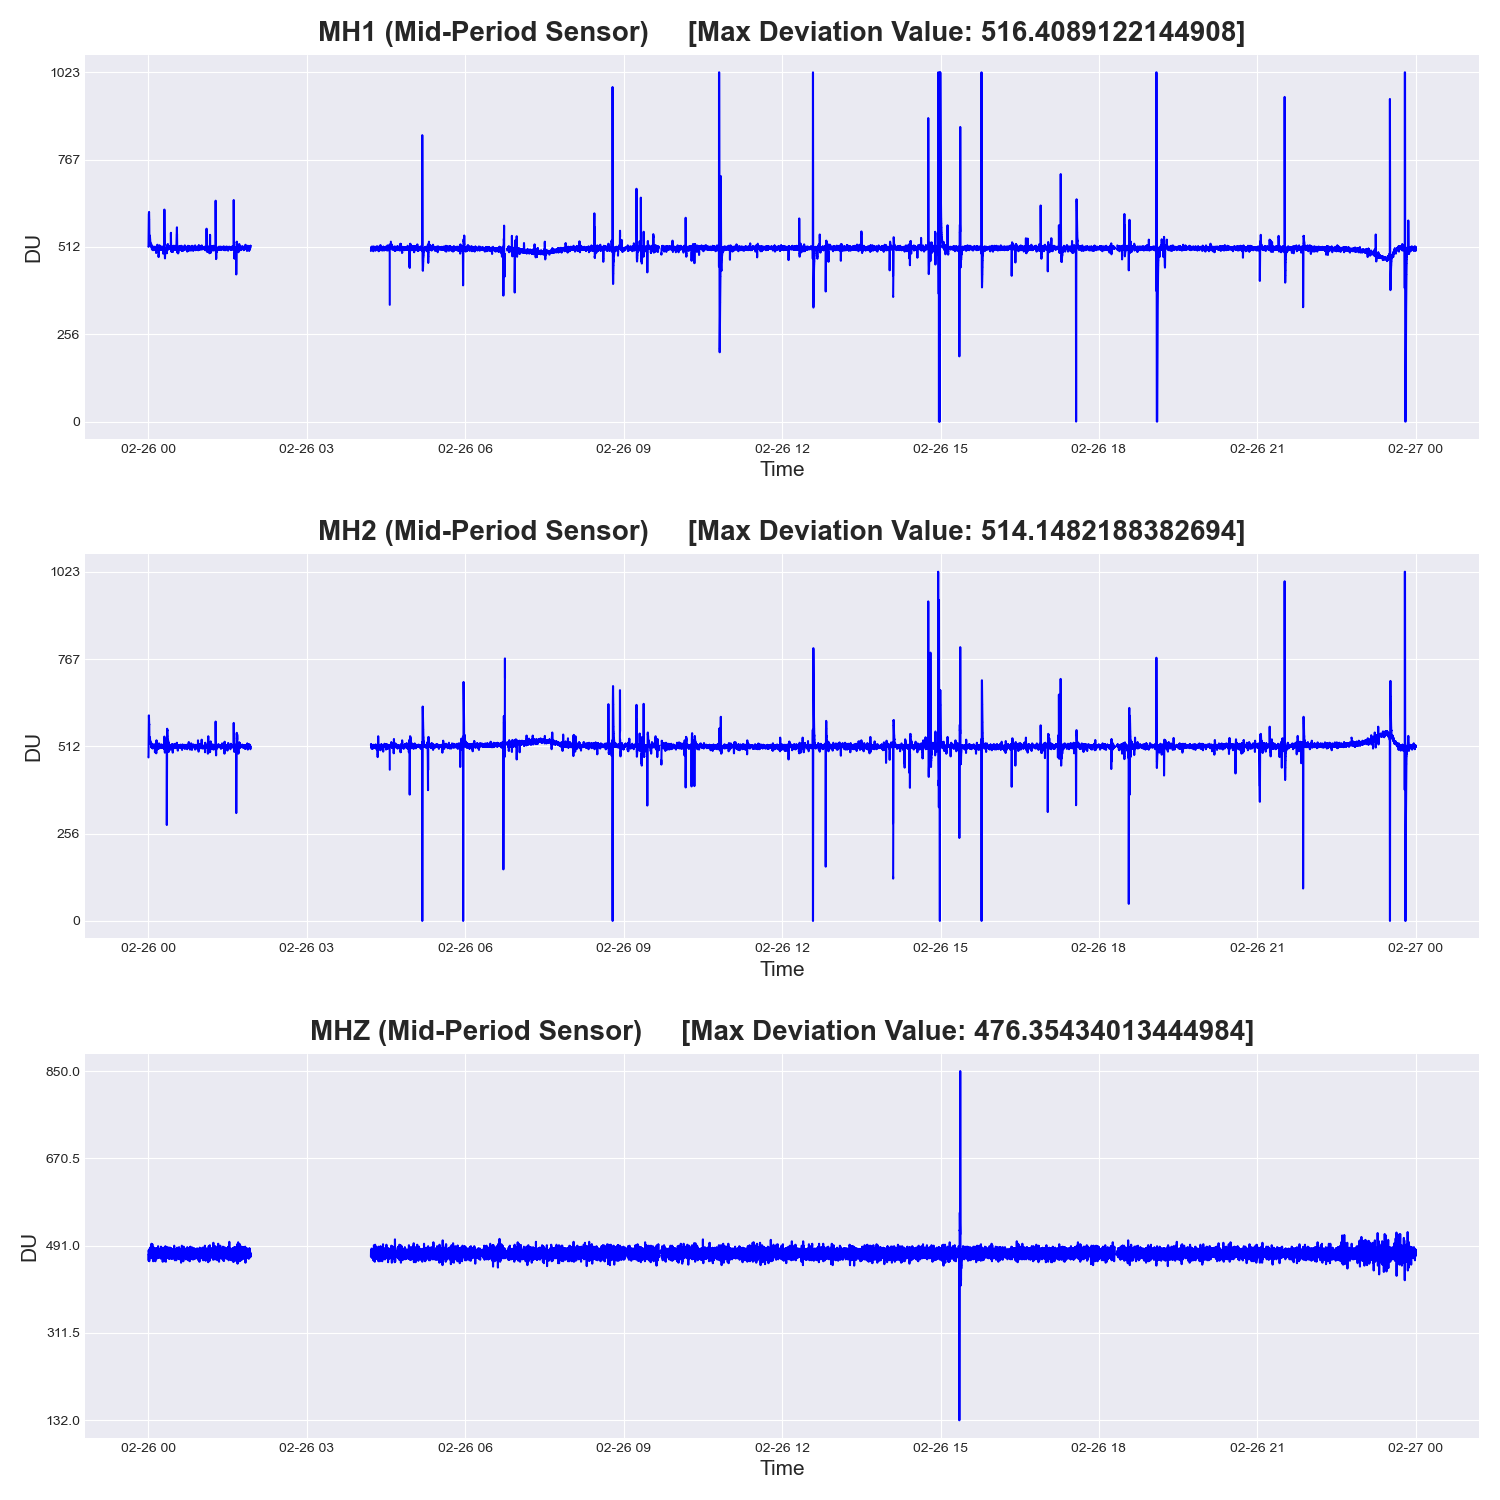 MH1 (Mid-Period Sensor) [Max Deviation Value: 516.4089122144908]
1023
767
512
256
0
DU
02-26 00 02-26 03 02-26 06 02-26 09 02-26 12 02-26 15 02-26 18 02-26 21 02-27 00
Time
MH2 (Mid-Period Sensor) [Max Deviation Value: 514.1482188382694]
1023
767
512
256
0
DU
02-26 00 02-26 03 02-26 06 02-26 09 02-26 12 02-26 15 02-26 18 02-26 21 02-27 00
Time
MHZ (Mid-Period Sensor) [Max Deviation Value: 476.35434013444984]
850.0
670.5
491.0
311.5
132.0
DU
02-26 00 02-26 03 02-26 06 02-26 09 02-26 12 02-26 15 02-26 18 02-26 21 02-27 00
Time